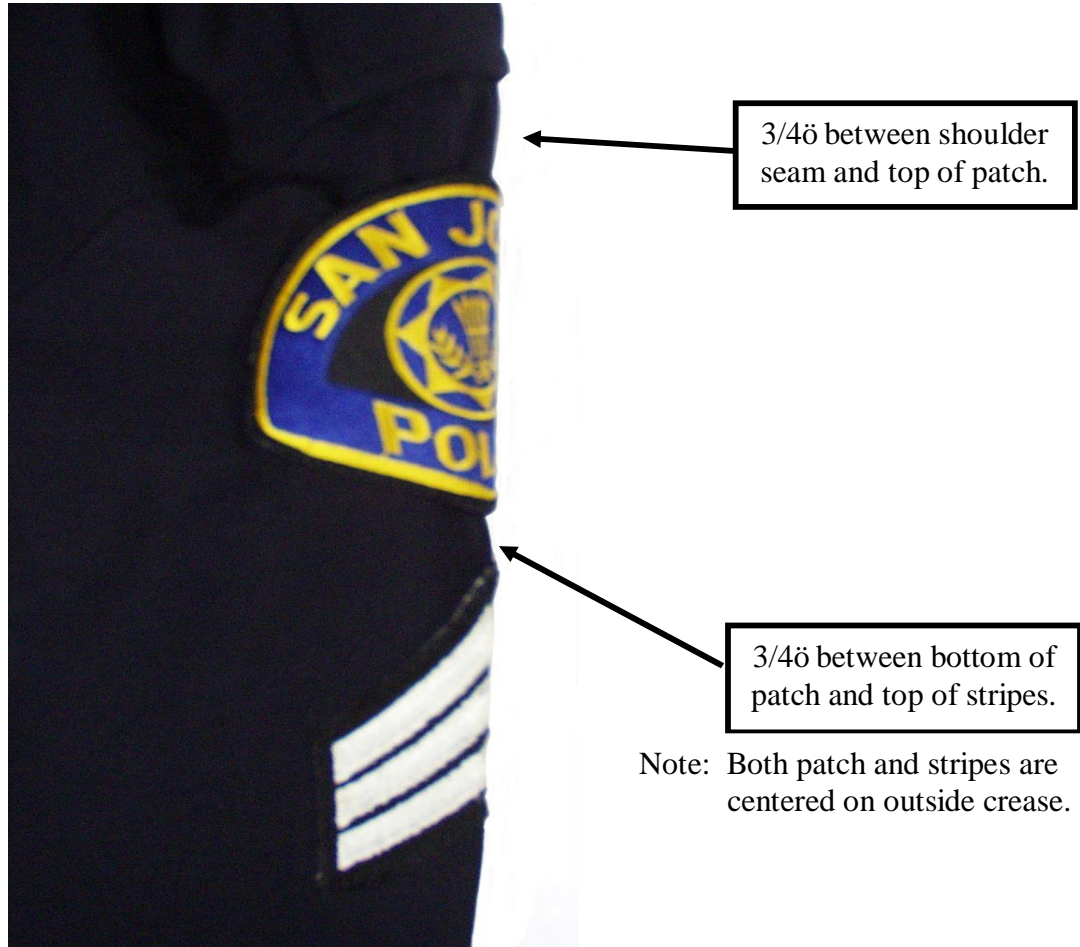 3/4ö between shoulder
seam and top of patch.
SAN JO
POL
3/4ö between bottom of
patch and top of stripes.
Note: Both patch and stripes are
centered on outside crease.